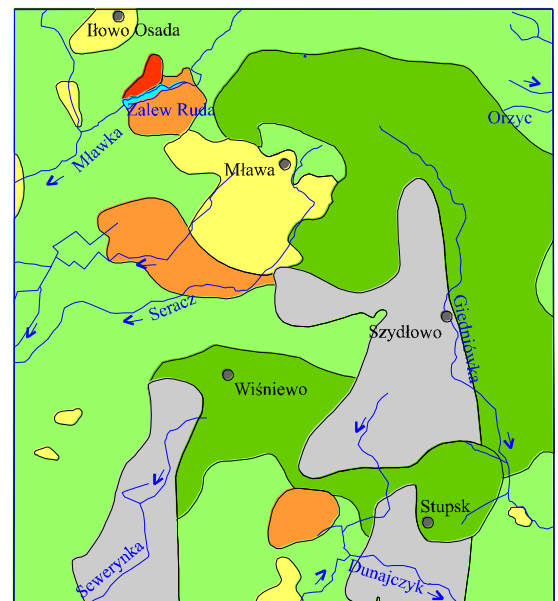 Iłowo Osada
Zalew Ruda
Orzyc
Mławka
Mława
Seracz
Giedniówka
Szydłowo
Wiśniewo
Stupsk
Sewerynka
Dunajczyk